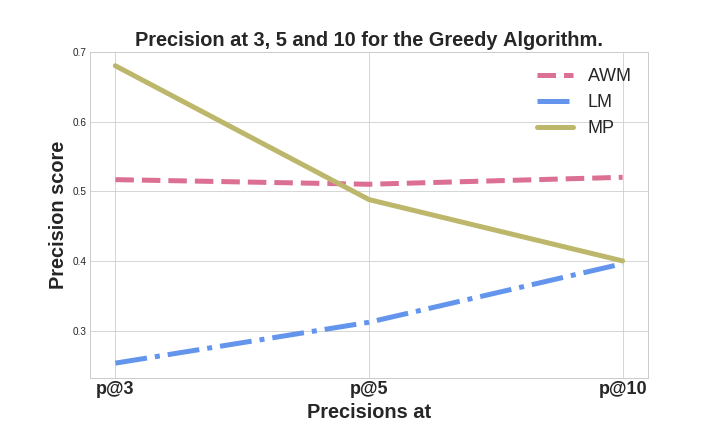 Precision at 3, 5 and 10 for the Greedy Algorithm.
0.7
0.6
0.5
0.4
0.3
Precision score
AWM
LM
MP
p@3
p@5
p@10
Precisions at